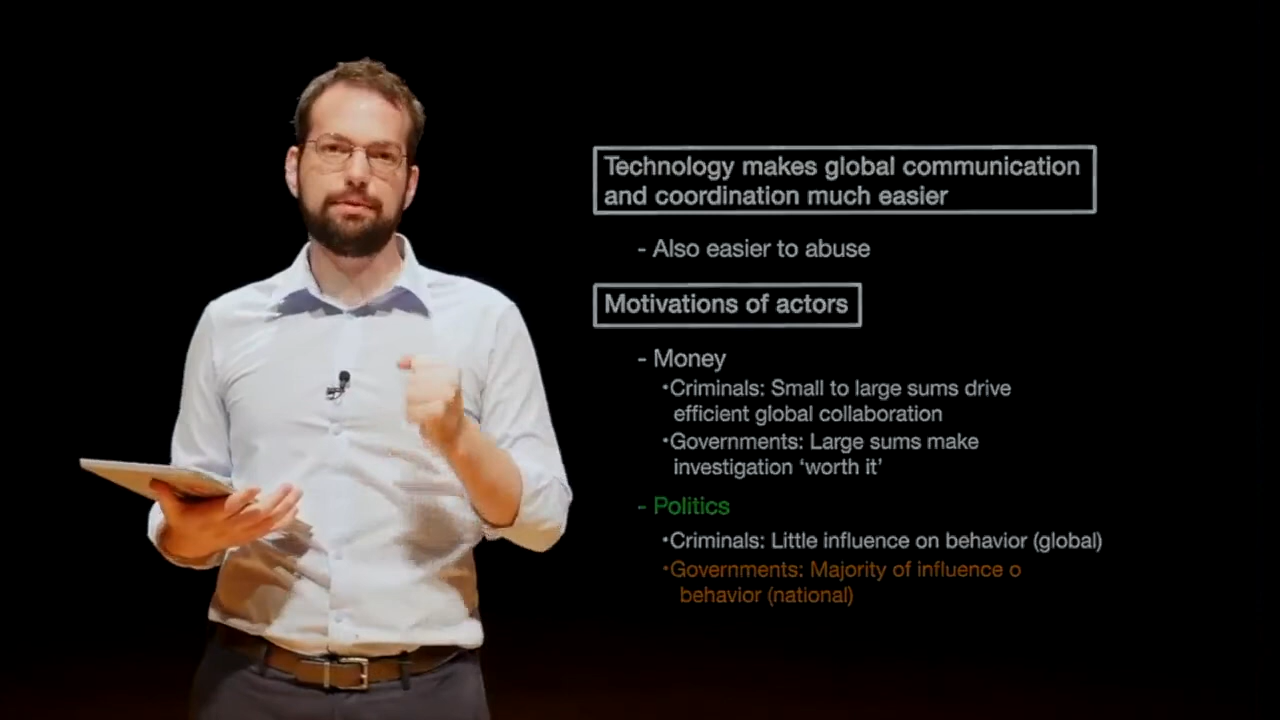 Technology makes global communication
and coordination much easier
- Also easier to abuse
Motivations of actors
- Money
•Criminals: Small to large sums drive
efficient global collaboration
•Governments: Large sums make
investigation ‘worth it’
- Politics
•Criminals: Little influence on behavior (global)
•Governments: Majority of influence o
behavior (national)